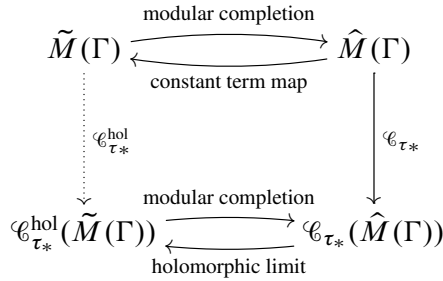 modular completion
M̃(Γ) M̂(Γ)
constant term map
𝒞^hol_τ* 𝒞_τ*
modular completion
𝒞^hol_τ*(M̃(Γ)) 𝒞_τ*(M̂(Γ))
holomorphic limit